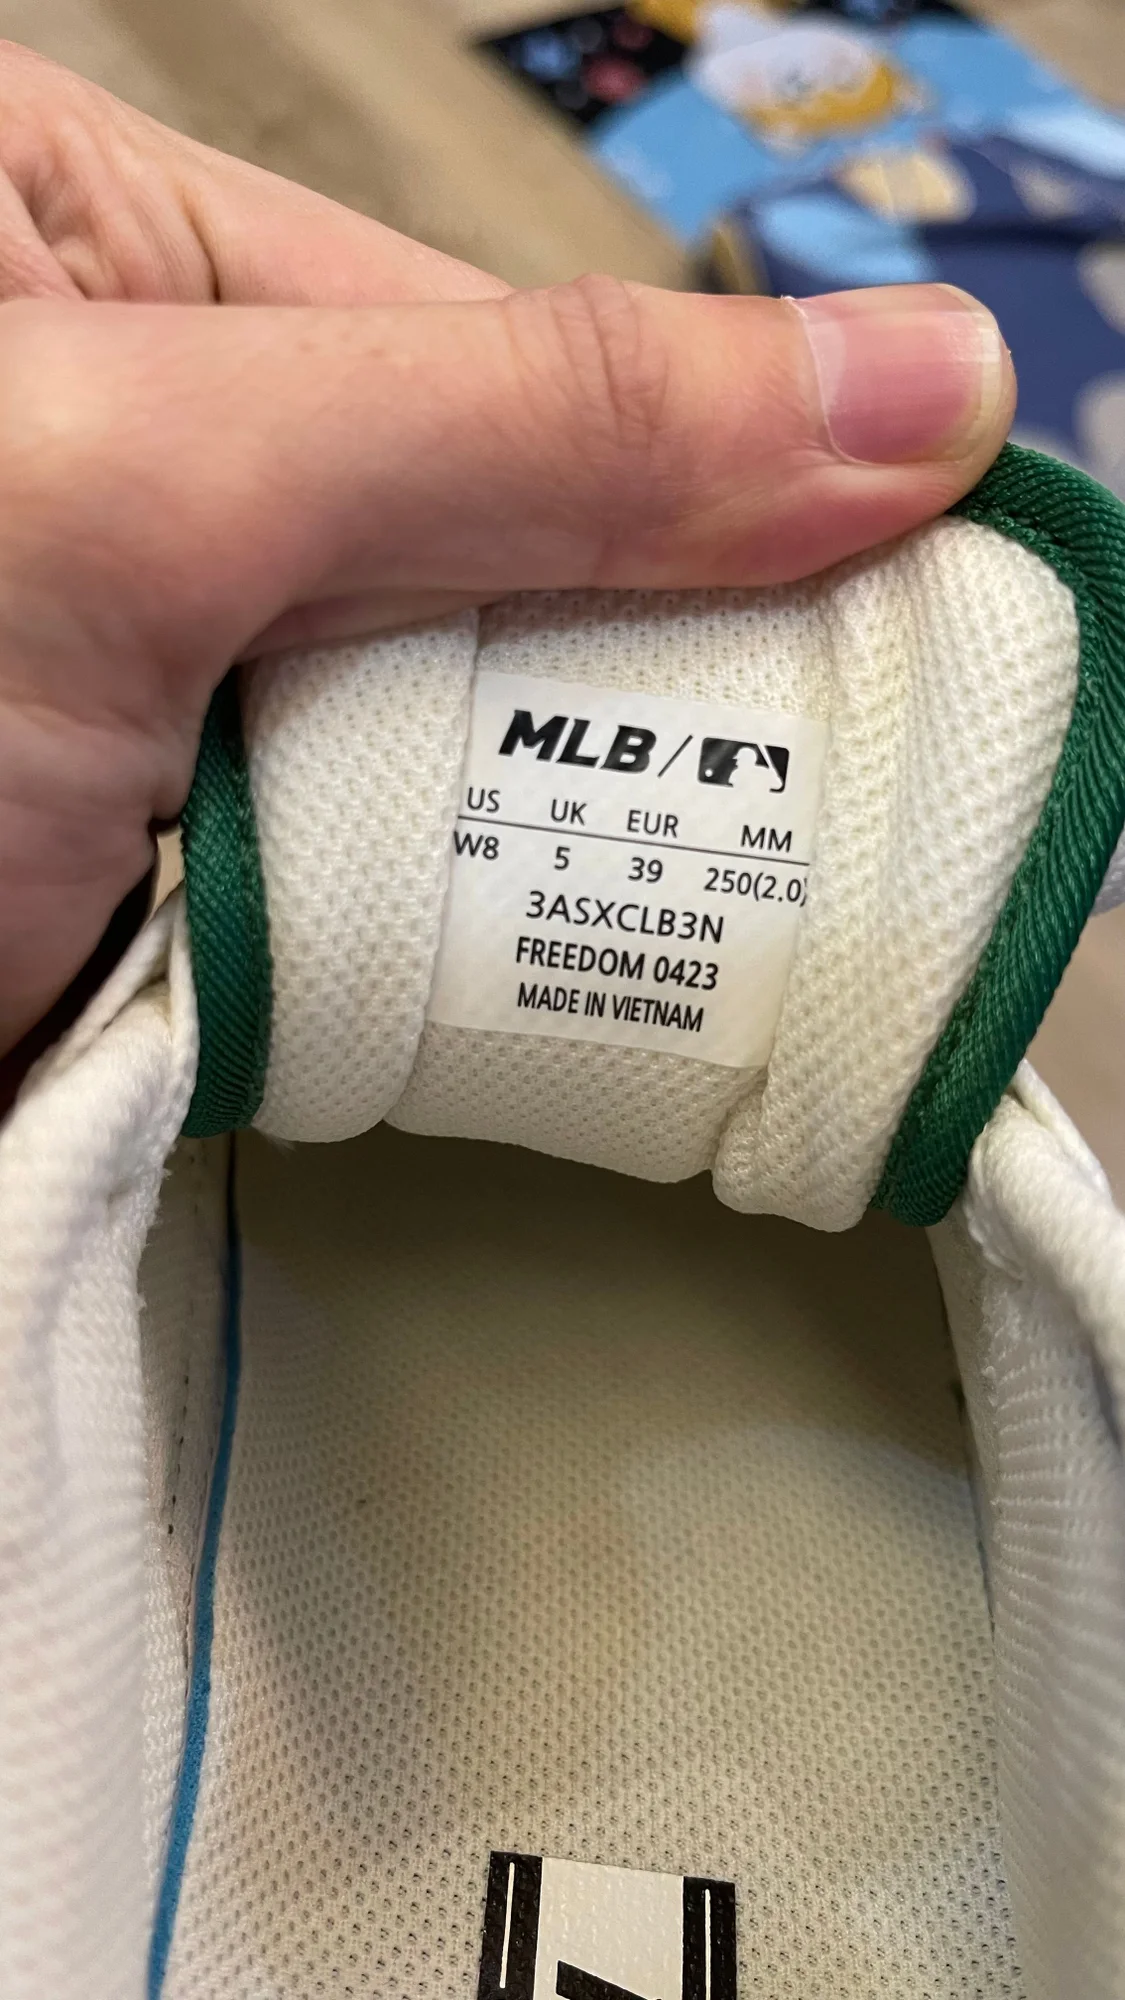 MLB/
US UK EUR MM
W8 5 39 250(2.0)
3ASXCLB3N
FREEDOM 0423
MADE IN VIETNAM